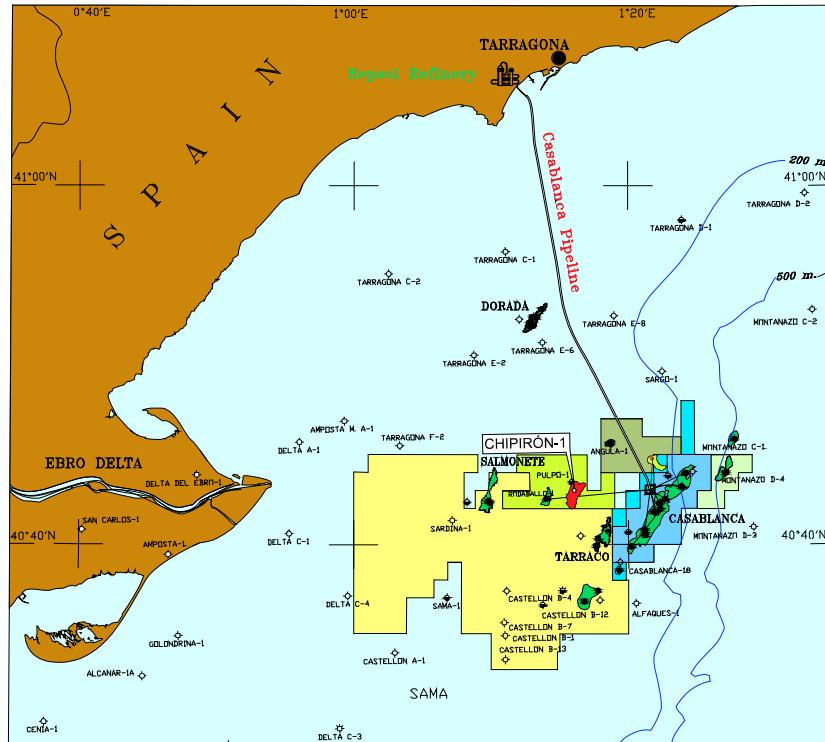 0°40'E
1°00'E
1°20'E
TARRAGONA
Repsol Refinery
SPAIN
Casablanca Pipeline
200 m.
41°00'N
41°00'N
TARRAGONA D-2
TARRAGONA D-1
TARRAGONA C-1
TARRAGONA C-2
500 m.
DORADA
TARRAGONA E-8
MONTANAZO C-2
TARRAGONA E-6
TARRAGONA E-2
SARGO-1
AMPOSTA M. A-1
TARRAGONA F-2
DELTA A-1
CHIPIRÓN-1
ANGULA-1
MONTANAZO C-1
EBRO DELTA
SALMONETE
PULPO-1
DELTA DEL EBRO-1
MONTANAZO D-4
RODABALLO-1
SAN CARLOS-1
SARDINA-1
CASABLANCA
MONTANAZO D-3
40°40'N
40°40'N
AMPOSTA-1
DELTA C-1
TARRACO
CASABLANCA-18
DELTA C-4
SAMA-1
CASTELLON B-4
CASTELLON B-12
ALFAQUES-1
CASTELLON B-7
GOLONDRINA-1
CASTELLON B-1
CASTELLON B-13
CASTELLON A-1
ALCANAR-1A
SAMA
CENIA-1
DELTA C-3